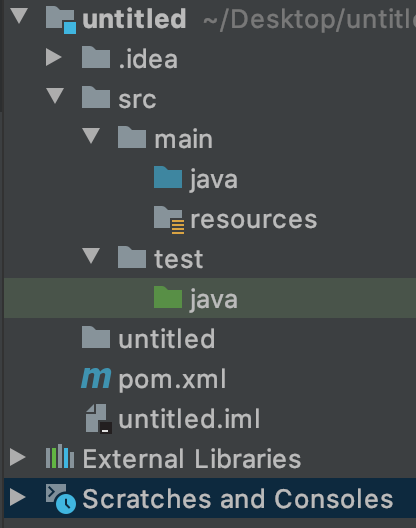 untitled ~/Desktop/untitle
.idea
src
main
java
resources
test
java
untitled
pom.xml
untitled.iml
External Libraries
Scratches and Consoles